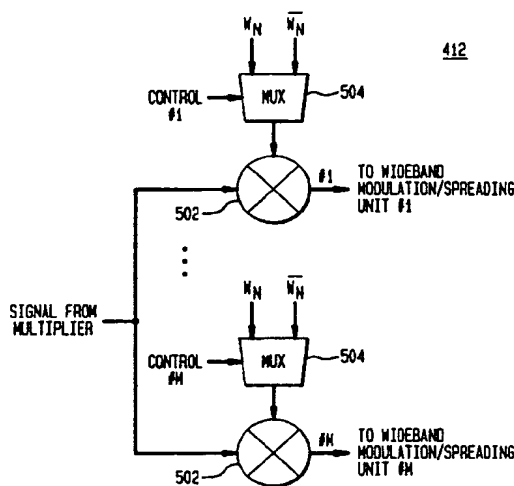 W_N  W̅_N̅
412
CONTROL #1
MUX
504
#1
TO WIDEBAND
MODULATION/SPREADING
UNIT #1
502
SIGNAL FROM
MULTIPLIER
W_N  W̅_N̅
CONTROL #M
MUX
504
#M
TO WIDEBAND
MODULATION/SPREADING
UNIT #M
502